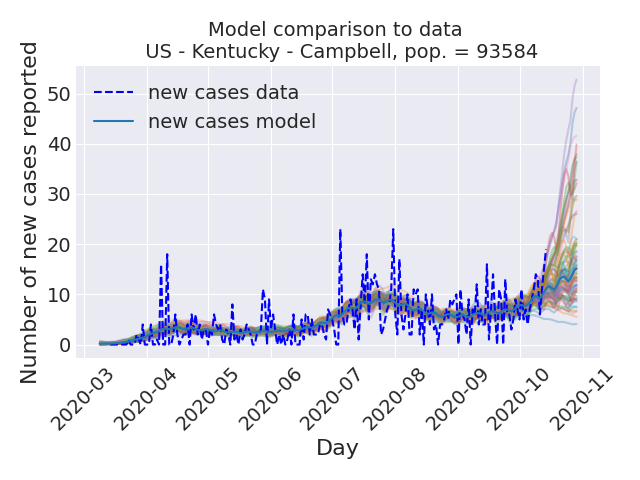 Model comparison to data
US - Kentucky - Campbell, pop. = 93584
Number of new cases reported
50
40
30
20
10
0
new cases data
new cases model
2020-03
2020-04
2020-05
2020-06
2020-07
2020-08
2020-09
2020-10
2020-11
Day